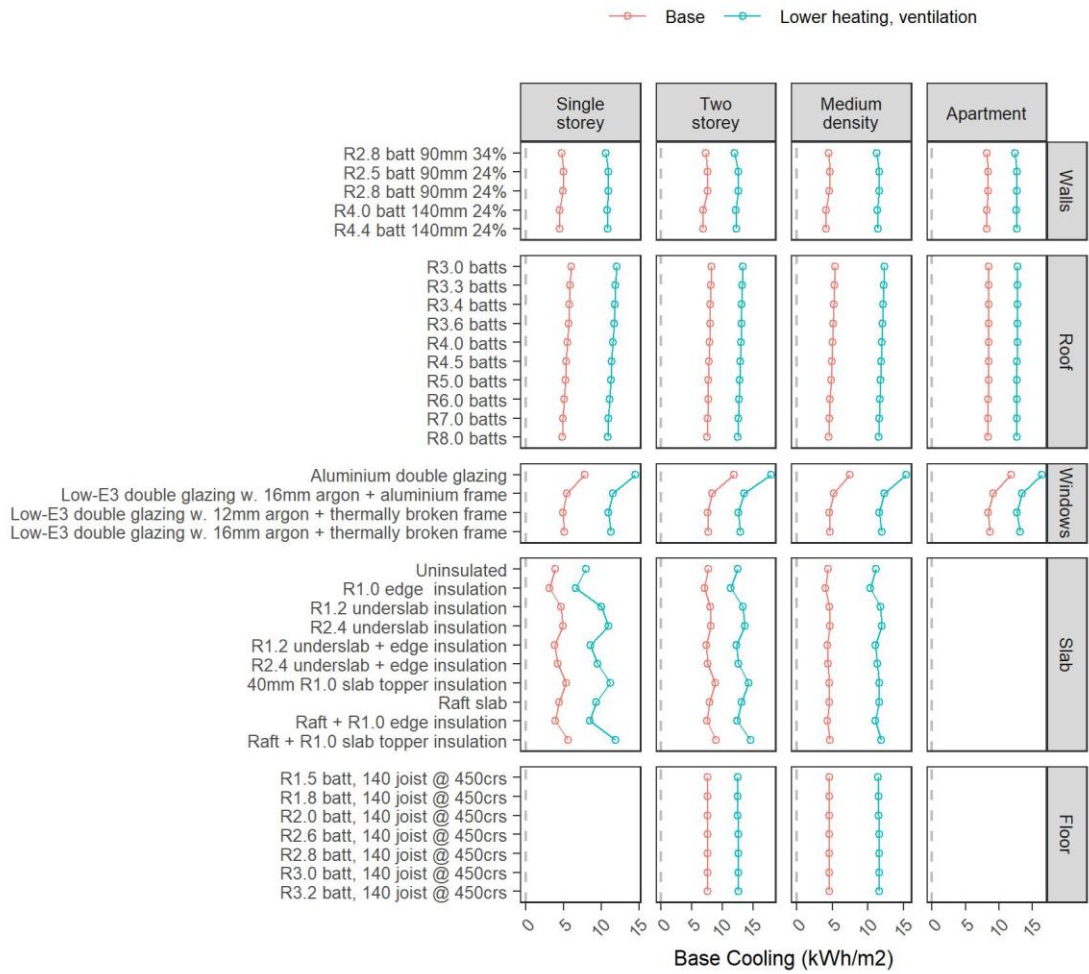 Base Lower heating, ventilation
Single
storey
Two
storey
Medium
density
Apartment
R2.8 batt 90mm 34%
R2.5 batt 90mm 24%
R2.8 batt 90mm 24%
R4.0 batt 140mm 24%
R4.4 batt 140mm 24%
Walls
R3.0 batts
R3.3 batts
R3.4 batts
R3.6 batts
R4.0 batts
R4.5 batts
R5.0 batts
R6.0 batts
R7.0 batts
R8.0 batts
Roof
Aluminium double glazing
Low-E3 double glazing w. 16mm argon + aluminium frame
Low-E3 double glazing w. 12mm argon + thermally broken frame
Low-E3 double glazing w. 16mm argon + thermally broken frame
Windows
Uninsulated
R1.0 edge insulation
R1.2 underslab insulation
R2.4 underslab insulation
R1.2 underslab + edge insulation
R2.4 underslab + edge insulation
40mm R1.0 slab topper insulation
Raft slab
Raft + R1.0 edge insulation
Raft + R1.0 slab topper insulation
Slab
R1.5 batt, 140 joist @ 450crs
R1.8 batt, 140 joist @ 450crs
R2.0 batt, 140 joist @ 450crs
R2.6 batt, 140 joist @ 450crs
R2.8 batt, 140 joist @ 450crs
R3.0 batt, 140 joist @ 450crs
R3.2 batt, 140 joist @ 450crs
Floor
0 5 10 15 0 5 10 15 0 5 10 15 0 5 10 15
Base Cooling (kWh/m2)